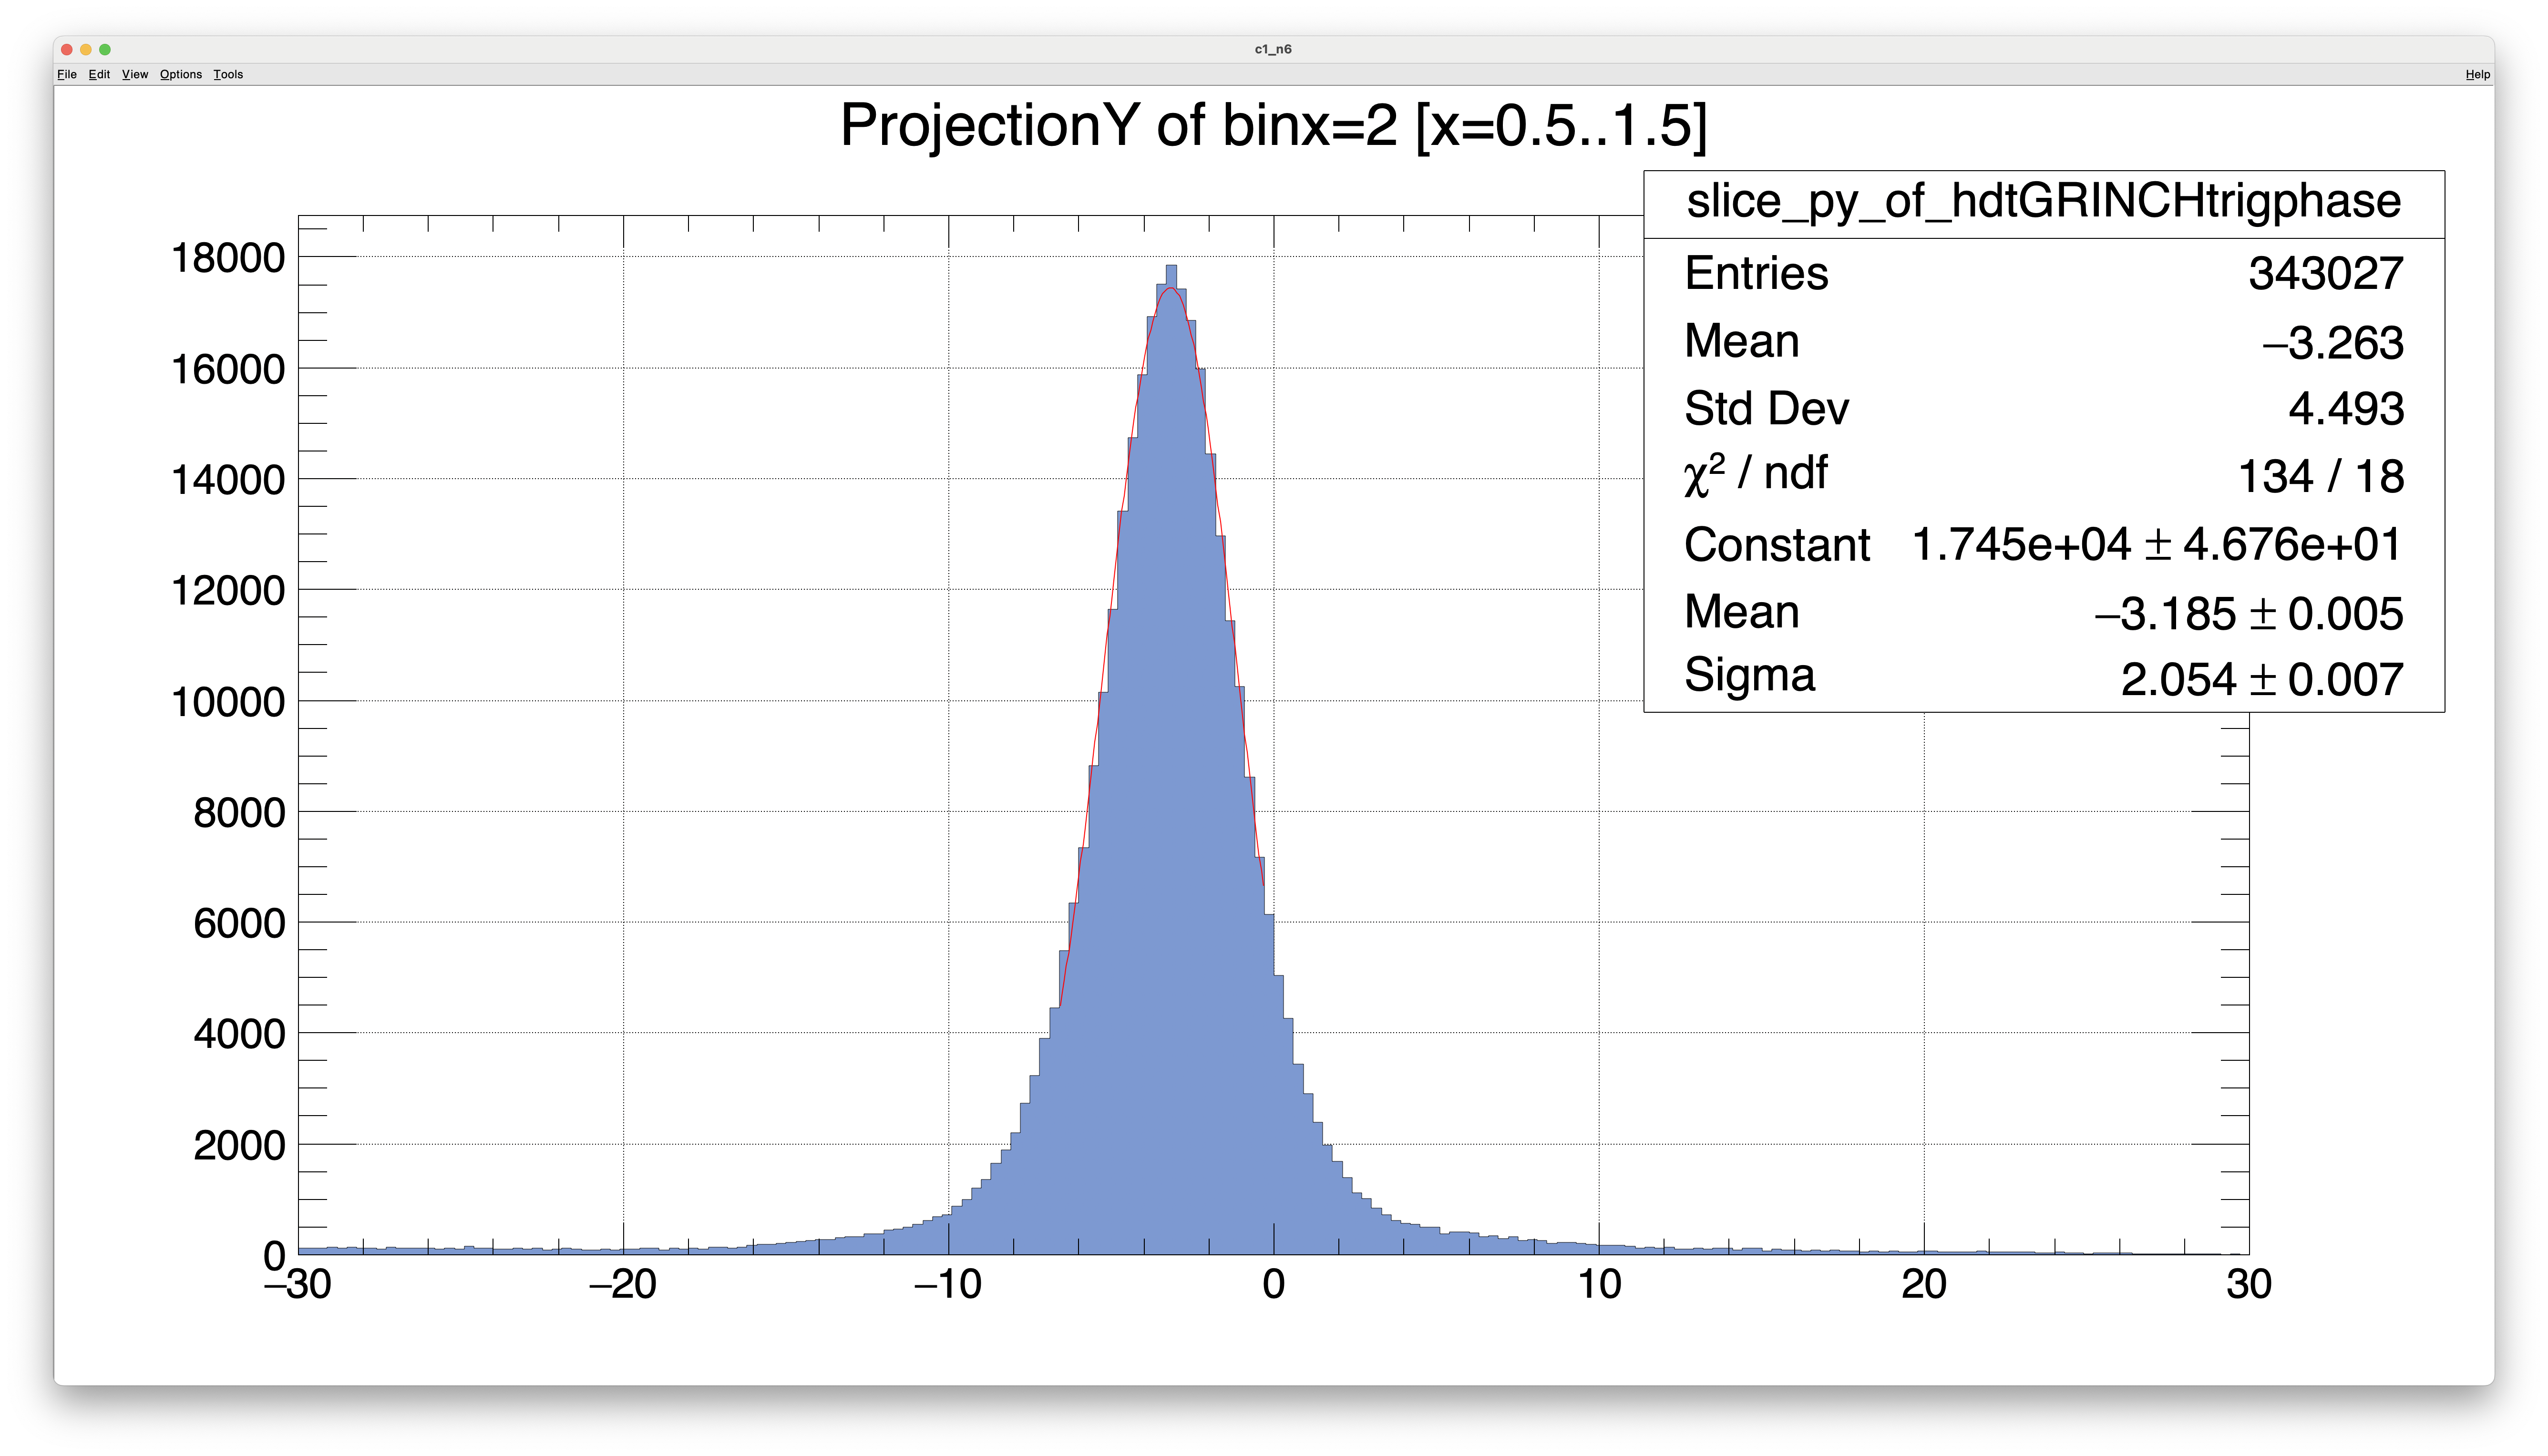 c1_n6
File Edit View Options Tools Help
ProjectionY of binx=2 [x=0.5..1.5]
slice_py_of_hdtGRINCHtrigphase
Entries 343027
Mean −3.263
Std Dev 4.493
χ² / ndf 134 / 18
Constant 1.745e+04 ± 4.676e+01
Mean −3.185 ± 0.005
Sigma 2.054 ± 0.007
18000
16000
14000
12000
10000
8000
6000
4000
2000
0
−30 −20 −10 0 10 20 30